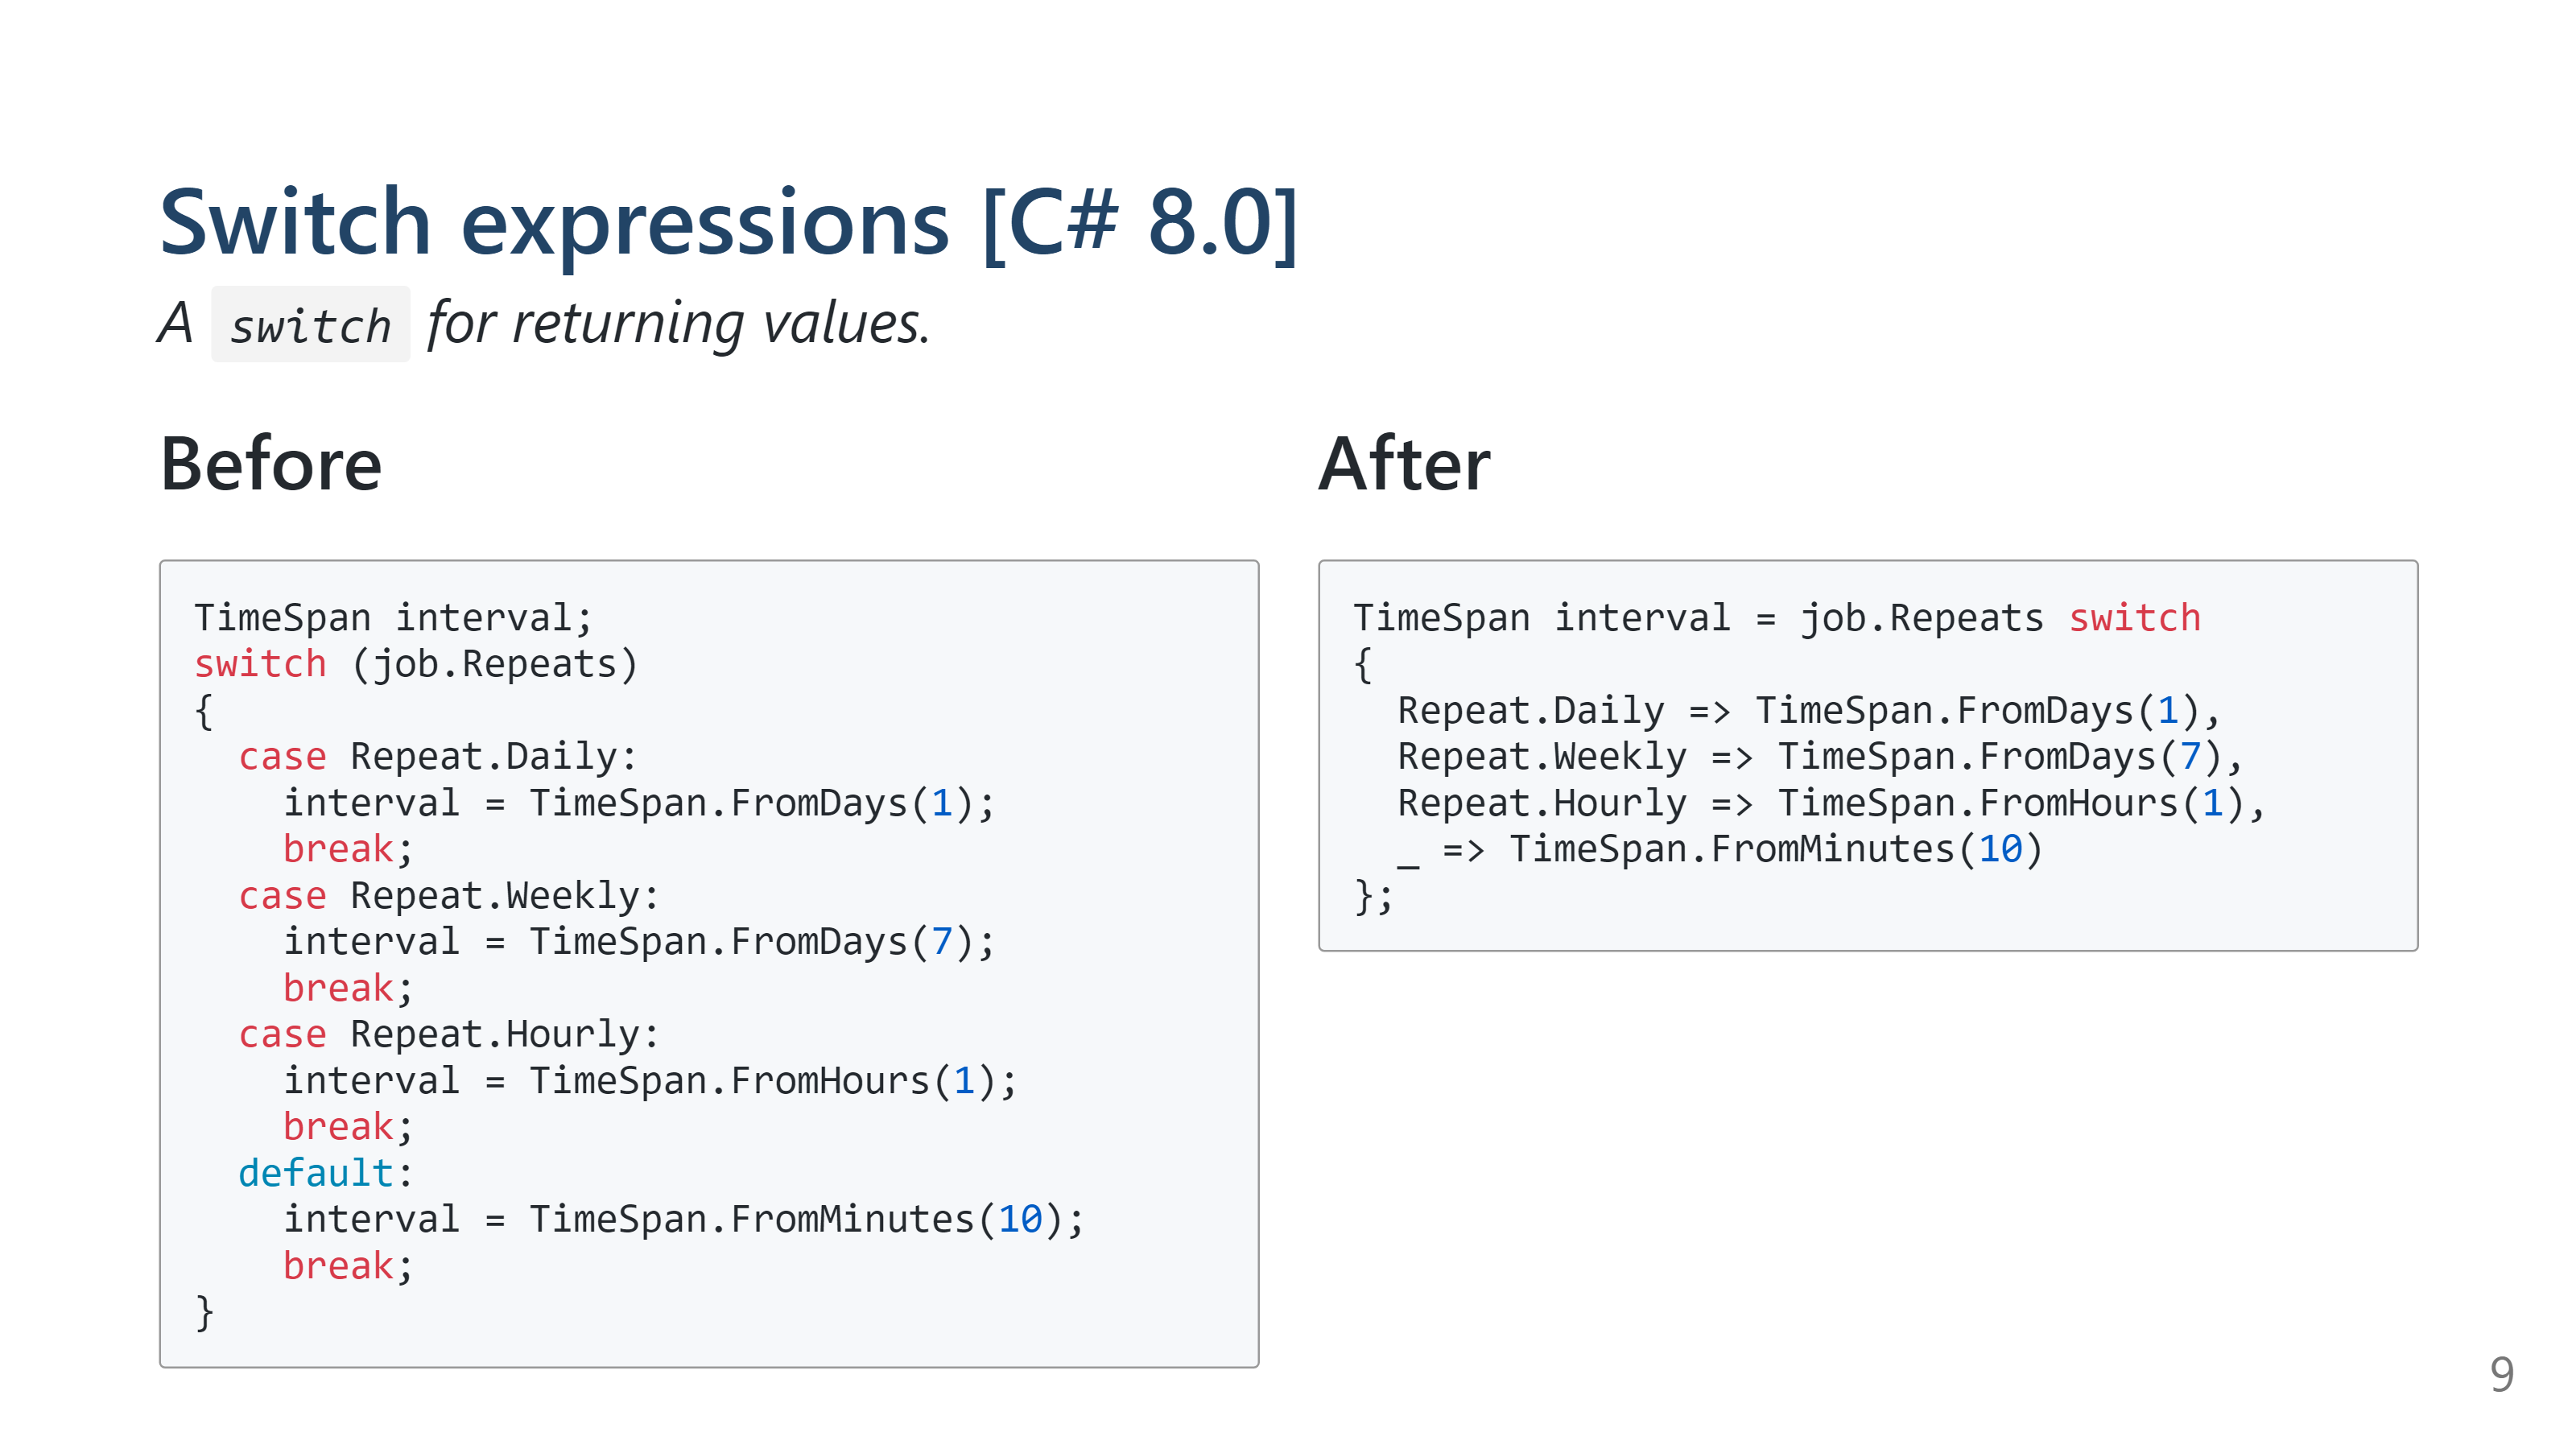 Switch expressions [C# 8.0]
A switch for returning values.
Before
TimeSpan interval;
switch (job.Repeats)
{
  case Repeat.Daily:
    interval = TimeSpan.FromDays(1);
    break;
  case Repeat.Weekly:
    interval = TimeSpan.FromDays(7);
    break;
  case Repeat.Hourly:
    interval = TimeSpan.FromHours(1);
    break;
  default:
    interval = TimeSpan.FromMinutes(10);
    break;
}
After
TimeSpan interval = job.Repeats switch
{
  Repeat.Daily => TimeSpan.FromDays(1),
  Repeat.Weekly => TimeSpan.FromDays(7),
  Repeat.Hourly => TimeSpan.FromHours(1),
  _ => TimeSpan.FromMinutes(10)
};
9